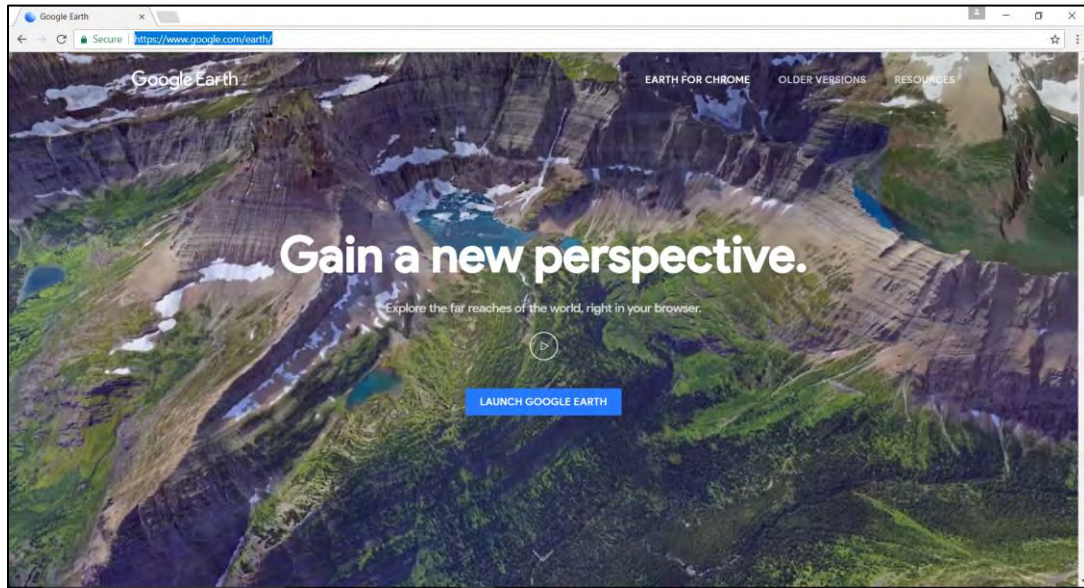 Google Earth
Secure https://www.google.com/earth/
Google Earth EARTH FOR CHROME OLDER VERSIONS RESOURCES
Gain a new perspective.
Explore the far reaches of the world, right in your browser.
LAUNCH GOOGLE EARTH